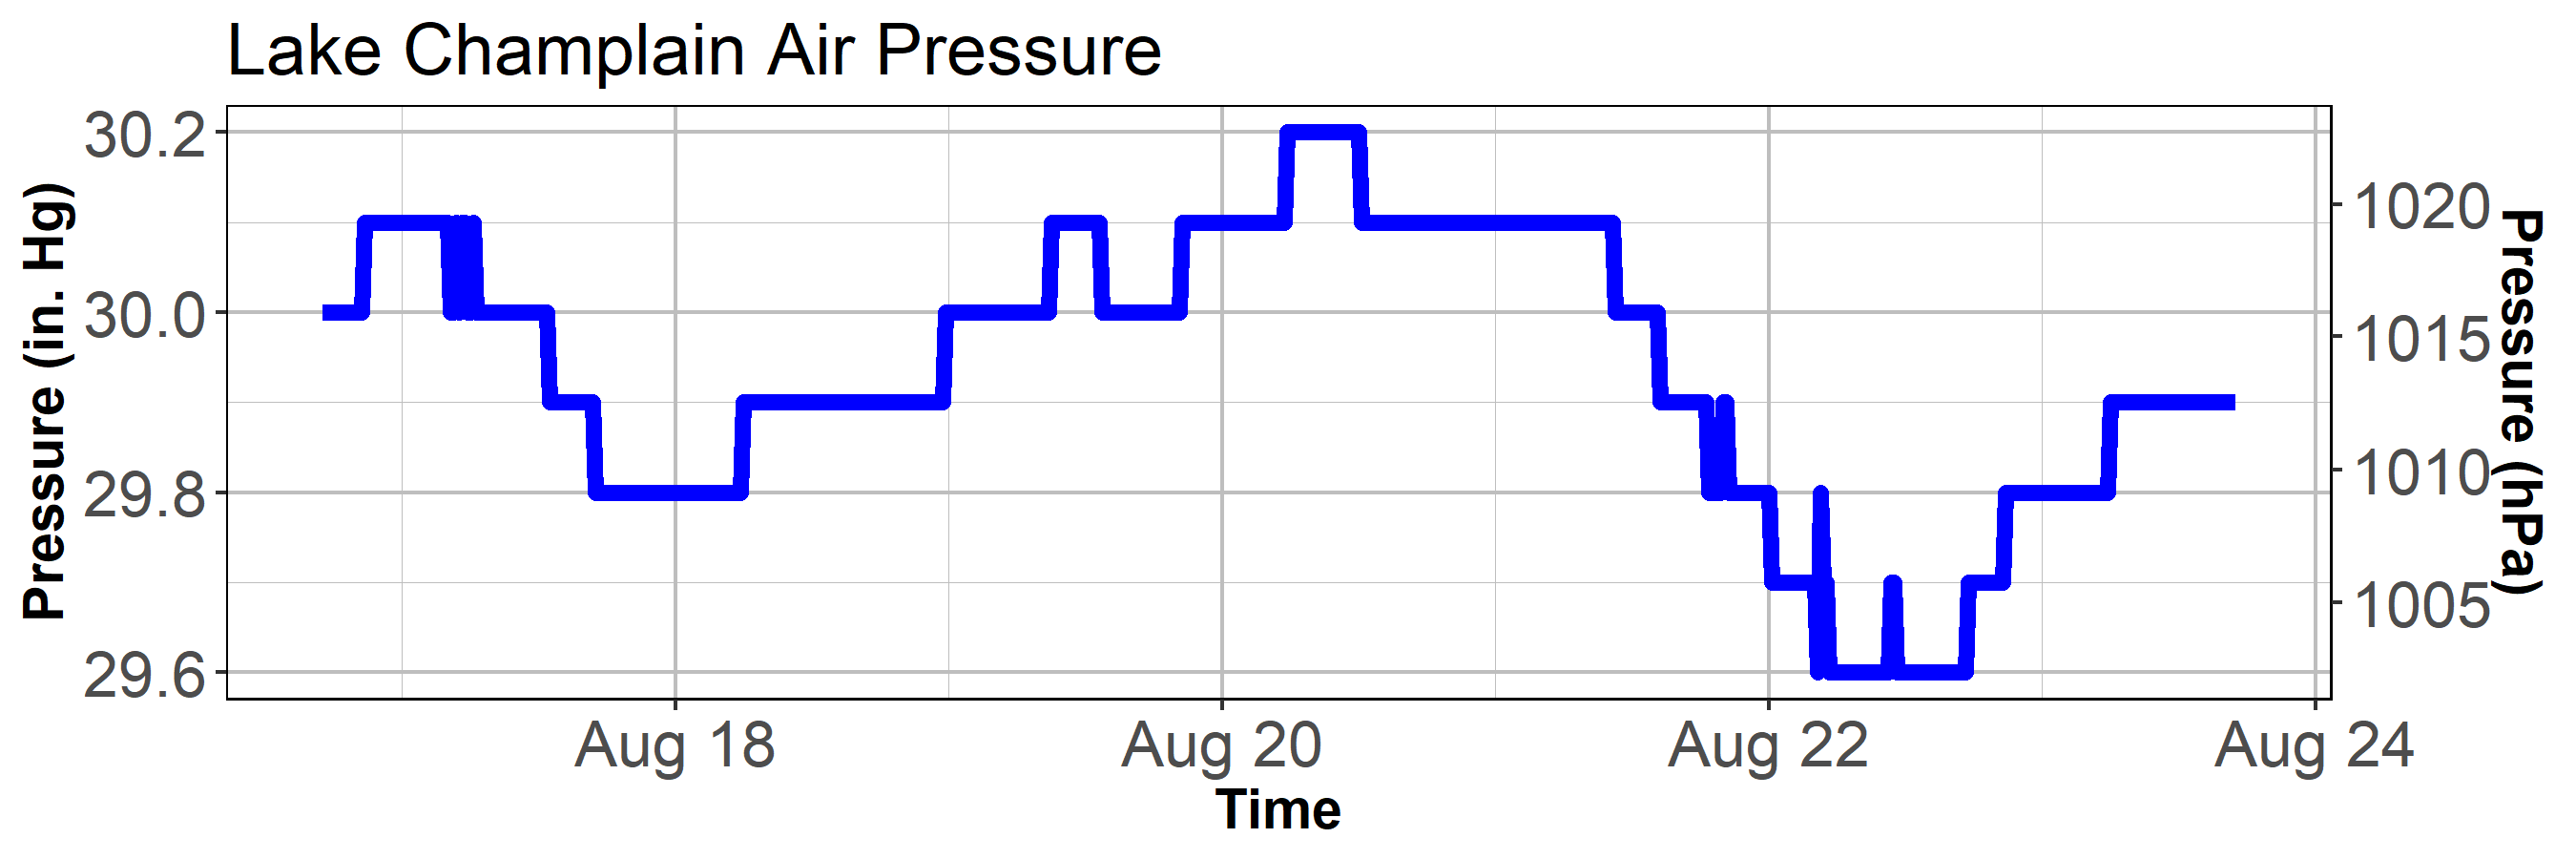 Lake Champlain Air Pressure
30.2
30.0
29.8
29.6
Pressure (in. Hg)
1020
1015
1010
1005
Pressure (hPa)
Aug 18
Aug 20
Aug 22
Aug 24
Time